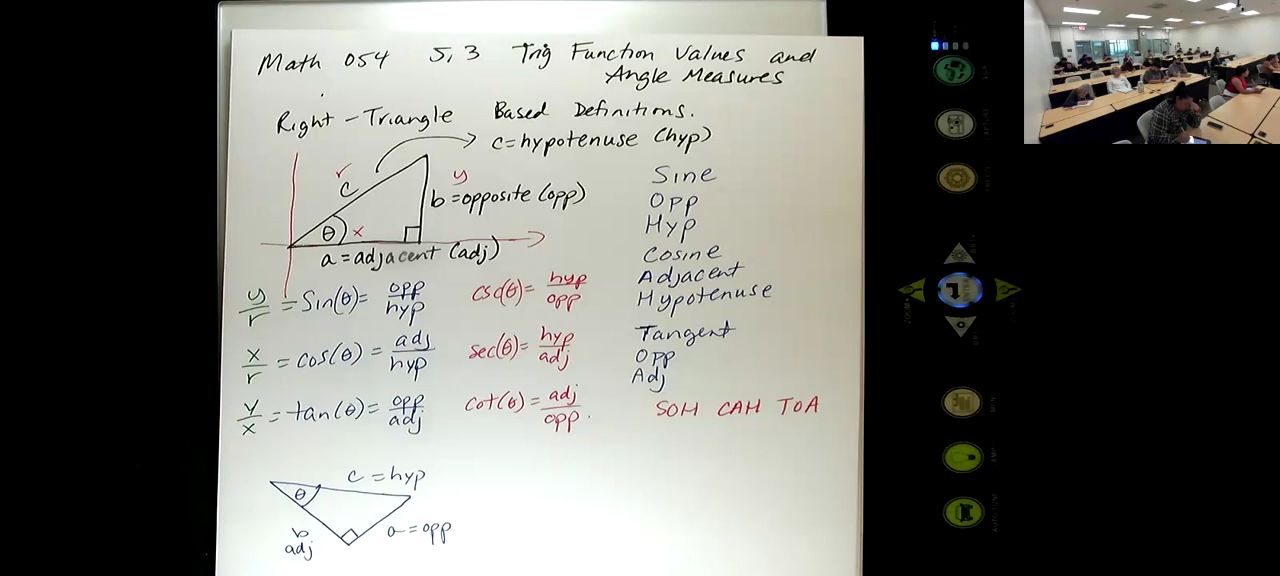 Math 054 5.3 Trig Function Values and
Angle Measures
Right-Triangle Based Definitions.
c=hypotenuse (hyp)
r
c
y
b=opposite (opp)
θ
x
a=adjacent (adj)
y/r = Sin(θ)= opp/hyp
csc(θ)= hyp/opp
x/r = cos(θ) = adj/hyp
sec(θ)= hyp/adj
y/x = tan(θ)= opp/adj
cot(θ)= adj/opp.
Sine
Opp
Hyp
Cosine
Adjacent
Hypotenuse
Tangent
Opp
Adj
SOH CAH TOA
c = hyp
θ
b
adj
a=opp